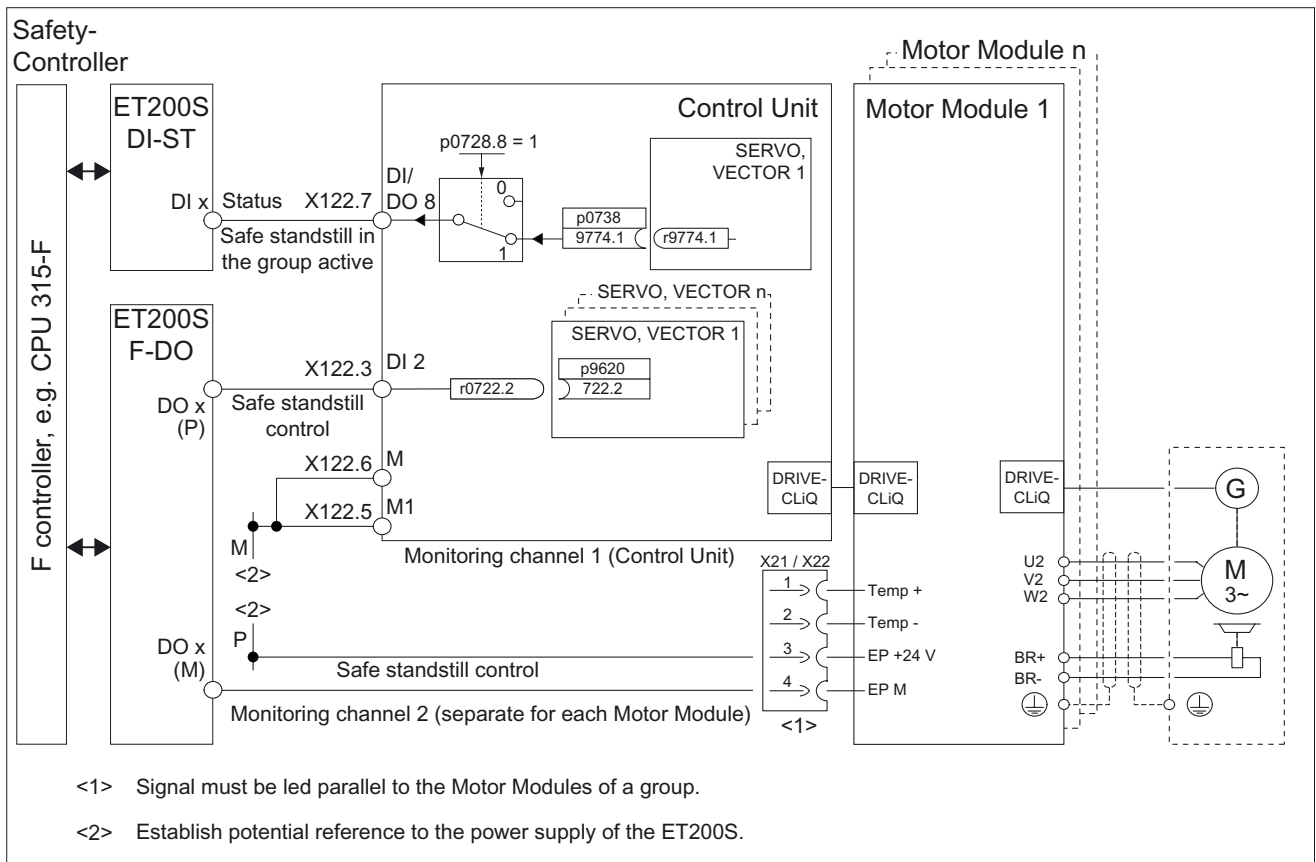 Safety-
Controller
F controller, e.g. CPU 315-F
ET200S
DI-ST
DI x
Status
X122.7
Safe standstill in
the group active
Control Unit
p0728.8 = 1
DI/
DO 8
0
1
p0738
9774.1
r9774.1
SERVO,
VECTOR 1
Motor Module n
Motor Module 1
ET200S
F-DO
DO x
(P)
X122.3
DI 2
Safe standstill
control
r0722.2
SERVO, VECTOR n
SERVO, VECTOR 1
p9620
722.2
X122.6
M
X122.5
M1
M
<2>
<2>
P
DRIVE-
CLiQ
DRIVE-
CLiQ
DRIVE-
CLiQ
G
M
3~
Monitoring channel 1 (Control Unit)
X21 / X22
1
Temp +
2
Temp -
3
EP +24 V
4
EP M
<1>
U2
V2
W2
BR+
BR-
DO x
(M)
Safe standstill control
Monitoring channel 2 (separate for each Motor Module)
<1> Signal must be led parallel to the Motor Modules of a group.
<2> Establish potential reference to the power supply of the ET200S.